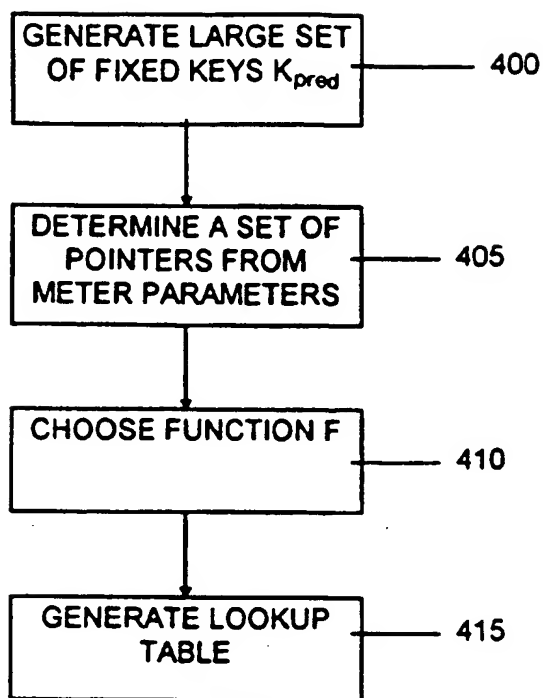 GENERATE LARGE SET
OF FIXED KEYS Kpred
400
DETERMINE A SET OF
POINTERS FROM
METER PARAMETERS
405
CHOOSE FUNCTION F
410
GENERATE LOOKUP
TABLE
415